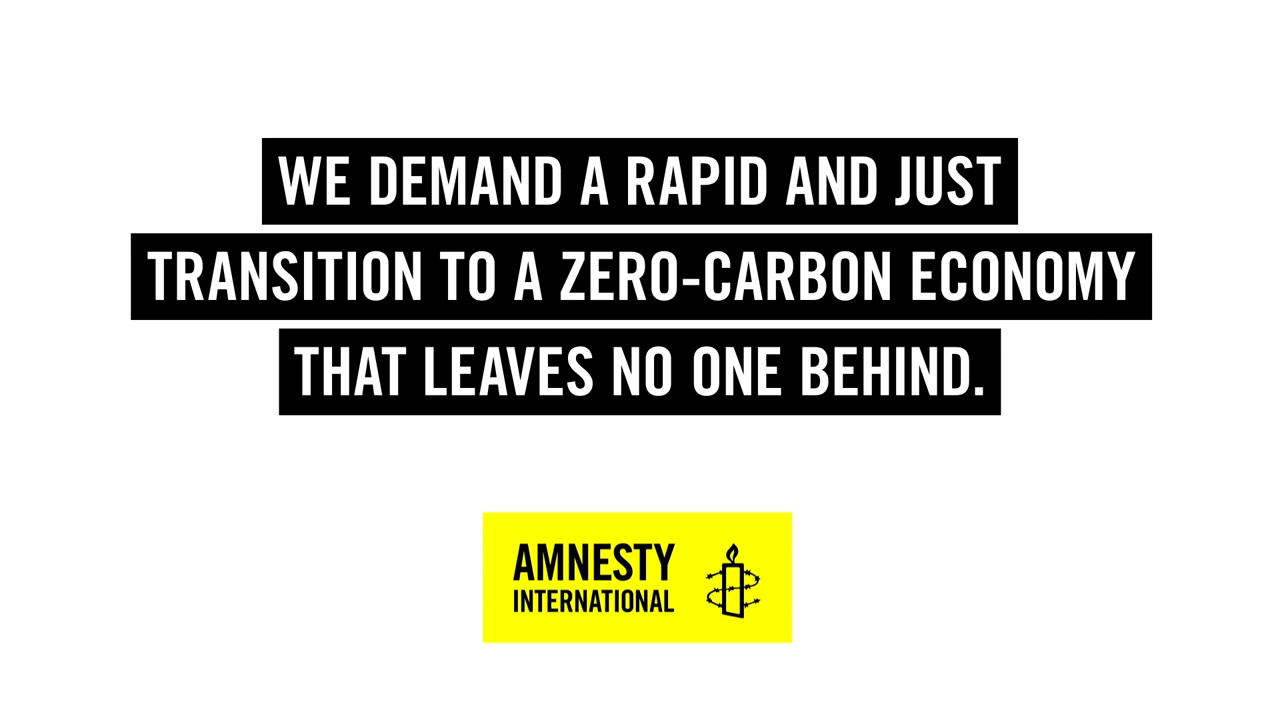 WE DEMAND A RAPID AND JUST
TRANSITION TO A ZERO-CARBON ECONOMY
THAT LEAVES NO ONE BEHIND.
AMNESTY
INTERNATIONAL